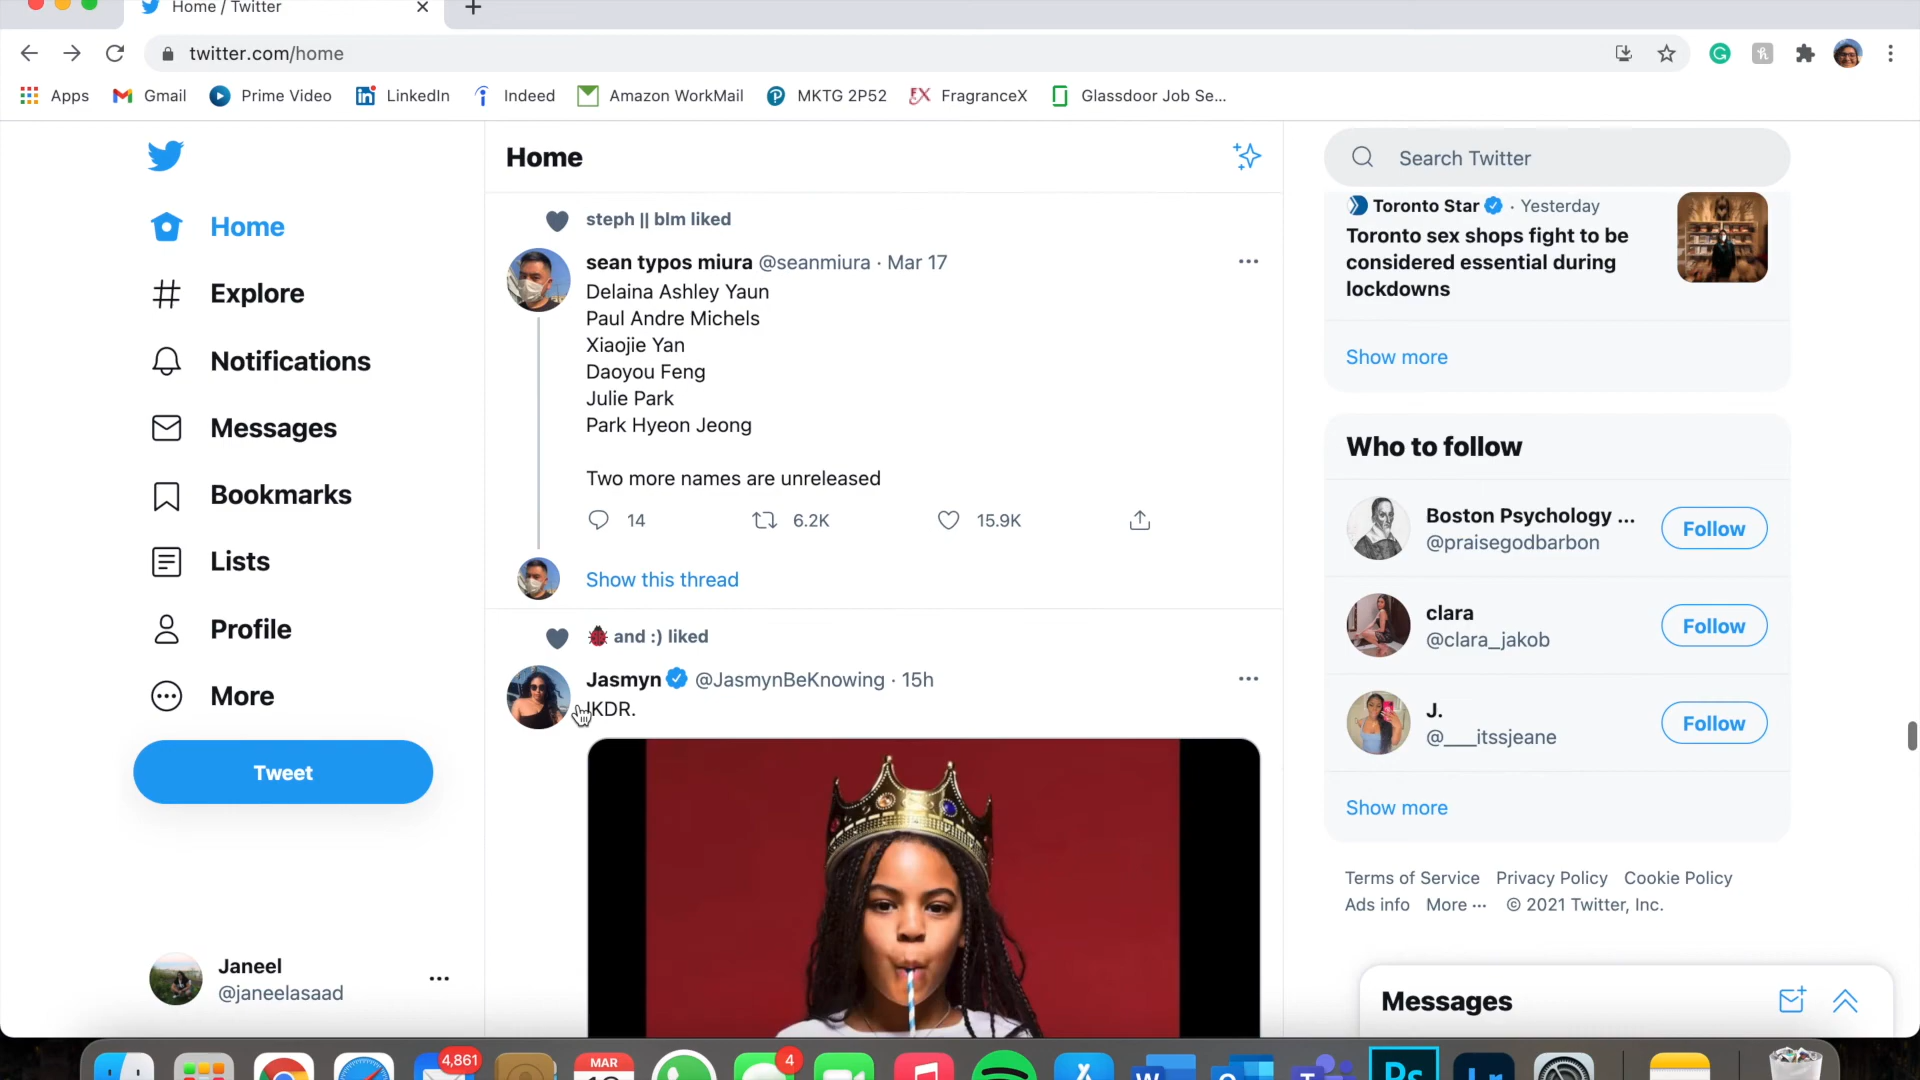 Home / Twitter
twitter.com/home
Apps
Gmail
Prime Video
LinkedIn
Indeed
Amazon WorkMail
MKTG 2P52
FragranceX
Glassdoor Job Se...
Home
Explore
Notifications
Messages
Bookmarks
Lists
Profile
More
Tweet
Janeel
@janeelasaad
Home
steph || blm liked
sean typos miura @seanmiura · Mar 17
Delaina Ashley Yaun
Paul Andre Michels
Xiaojie Yan
Daoyou Feng
Julie Park
Park Hyeon Jeong
Two more names are unreleased
14
6.2K
15.9K
Show this thread
🐞 and :) liked
Jasmyn @JasmynBeKnowing · 15h
Search Twitter
Toronto Star · Yesterday
Toronto sex shops fight to be
considered essential during
lockdowns
Show more
Who to follow
Boston Psychology ...
@praisegodbarbon
Follow
clara
@clara_jakob
Follow
J.
@___itssjeane
Follow
Show more
Terms of Service Privacy Policy Cookie Policy
Ads info More ··· © 2021 Twitter, Inc.
Messages
4,861
MAR
4
W
Ps